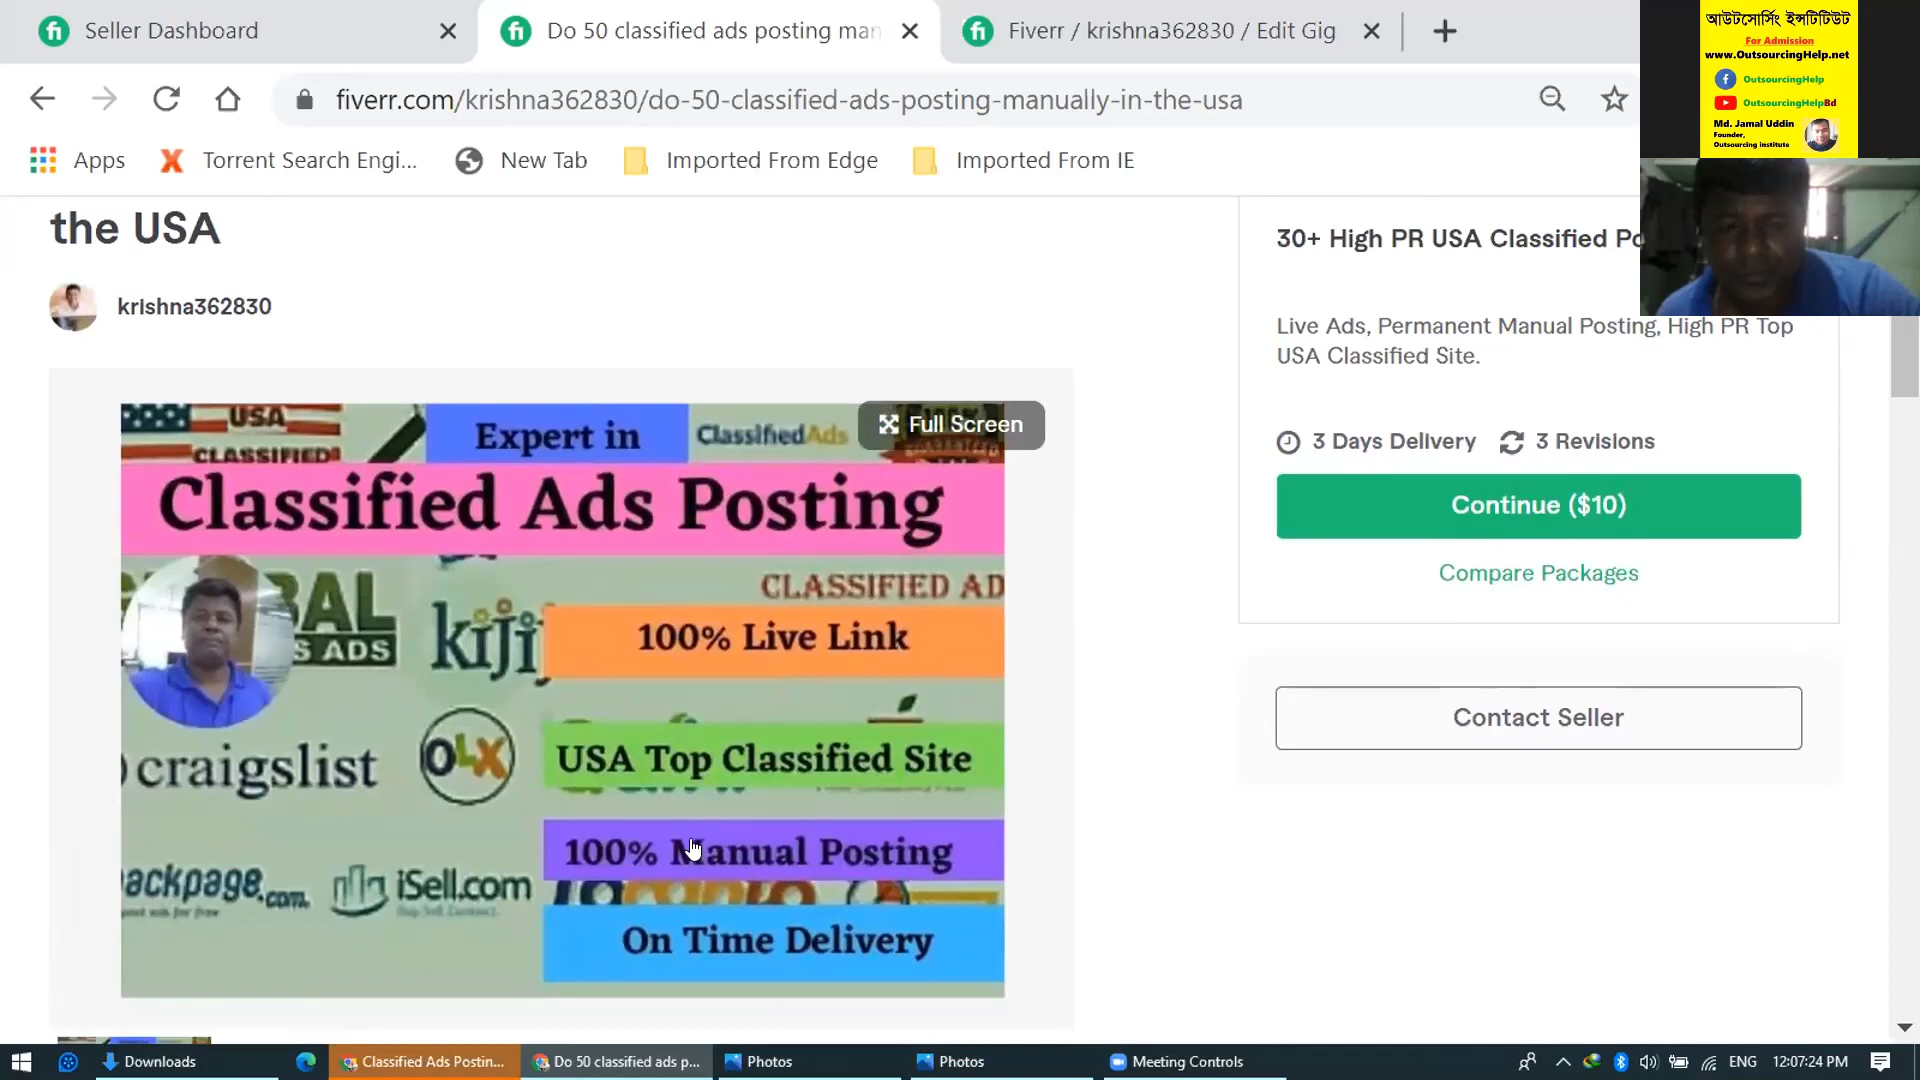 Seller Dashboard
Do 50 classified ads posting man
Fiverr / krishna362830 / Edit Gig
fiverr.com/krishna362830/do-50-classified-ads-posting-manually-in-the-usa
Apps
Torrent Search Engi...
New Tab
Imported From Edge
Imported From IE
আউটসোর্সিং ইন্সটিটিউট
For Admission
www.OutsourcingHelp.net
OutsourcingHelp
OutsourcingHelpBd
Md. Jamal Uddin
Founder,
Outsourcing institute
the USA
krishna362830
30+ High PR USA Classified Po
Live Ads, Permanent Manual Posting, High PR Top
USA Classified Site.
3 Days Delivery
3 Revisions
Continue ($10)
Compare Packages
Contact Seller
Full Screen
USA
CLASSIFIED
Expert in
ClassifiedAds
Classified Ads Posting
BAL
S ADS
kijij
CLASSIFIED AD
100% Live Link
craigslist
OLX
USA Top Classified Site
ackpage.com
iSell.com
100% Manual Posting
On Time Delivery
Downloads
Classified Ads Postin...
Do 50 classified ads p...
Photos
Photos
Meeting Controls
ENG
12:07:24 PM